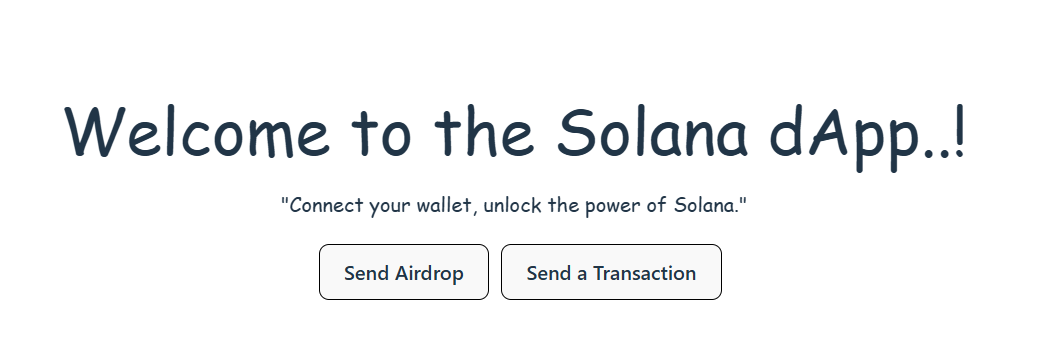 Welcome to the Solana dApp..!
"Connect your wallet, unlock the power of Solana."
Send Airdrop Send a Transaction